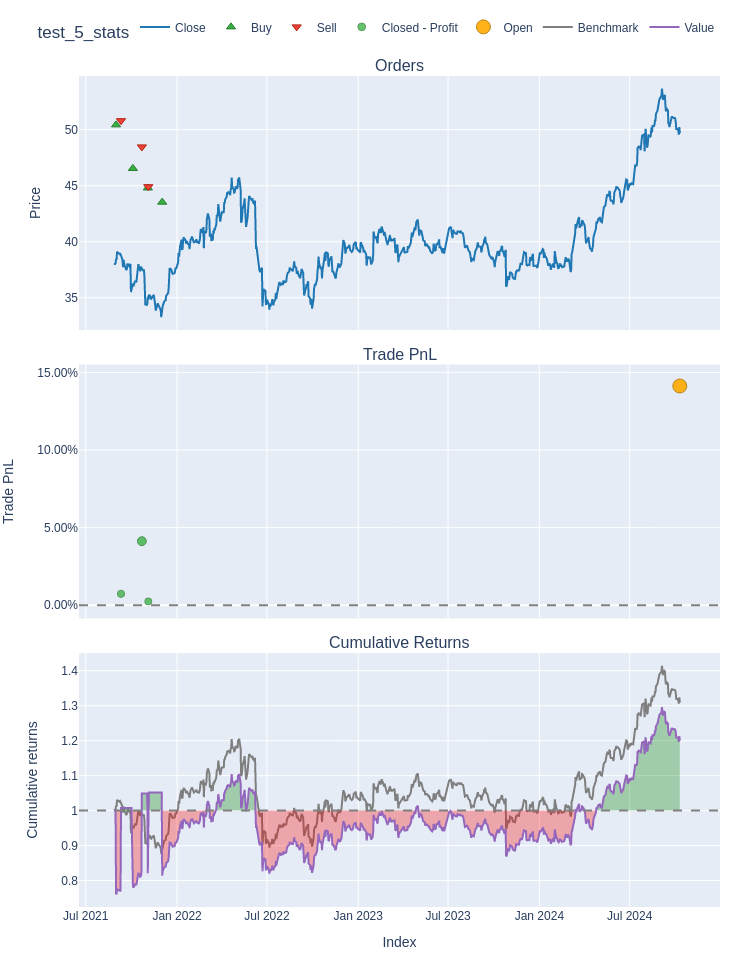 test_5_stats
Close Buy Sell Closed - Profit Open Benchmark Value
Orders
50
45
40
35
Price
Trade PnL
15.00%
10.00%
5.00%
0.00%
Trade PnL
Cumulative Returns
1.4
1.3
1.2
1.1
1
0.9
0.8
Cumulative returns
Jul 2021 Jan 2022 Jul 2022 Jan 2023 Jul 2023 Jan 2024 Jul 2024
Index